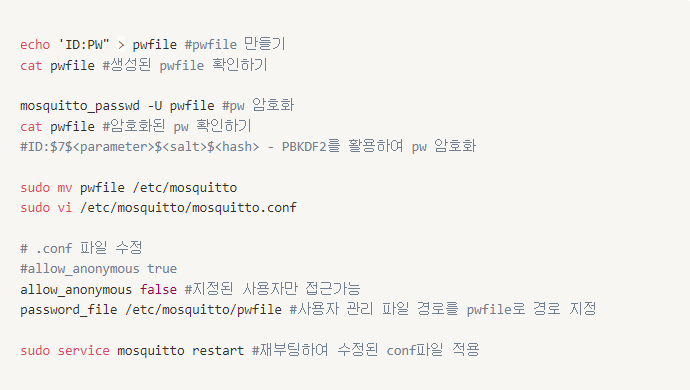 echo 'ID:PW" > pwfile #pwfile 만들기
cat pwfile #생성된 pwfile 확인하기
mosquitto_passwd -U pwfile #pw 암호화
cat pwfile #암호화된 pw 확인하기
#ID:$7$<parameter>$<salt>$<hash> - PBKDF2를 활용하여 pw 암호화
sudo mv pwfile /etc/mosquitto
sudo vi /etc/mosquitto/mosquitto.conf
# .conf 파일 수정
#allow_anonymous true
allow_anonymous false #지정된 사용자만 접근가능
password_file /etc/mosquitto/pwfile #사용자 관리 파일 경로를 pwfile로 경로 지정
sudo service mosquitto restart #재부팅하여 수정된 conf파일 적용